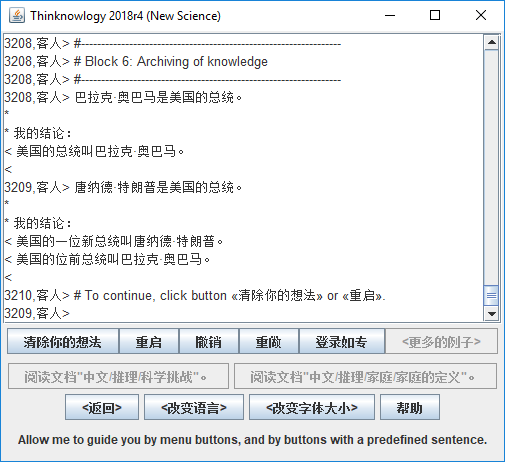 Thinknowlogy 2018r4 (New Science)
3208,客人> #---------------------------------------------------------------
3208,客人> # Block 6: Archiving of knowledge
3208,客人> #---------------------------------------------------------------
3208,客人> 巴拉克·奥巴马是美国的总统。
*
* 我的结论：
< 美国的总统叫巴拉克·奥巴马。
<
3209,客人> 唐纳德·特朗普是美国的总统。
*
* 我的结论：
< 美国的一位新总统叫唐纳德·特朗普。
< 美国的位前总统叫巴拉克·奥巴马。
<
3210,客人> # To continue, click button «清除你的想法» or «重启».
3209,客人>
清除你的想法 重启 撤销 重做 登录如专 <更多的例子>
阅读文档"中文/推理/科学挑战"。 阅读文档"中文/推理/家庭/家庭的定义"。
<返回> <改变语言> <改变字体大小> 帮助
Allow me to guide you by menu buttons, and by buttons with a predefined sentence.